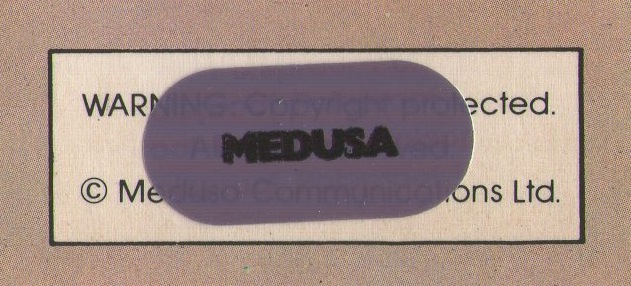 WARNING: Copyright protected.
MEDUSA
© Medusa Communications Ltd.